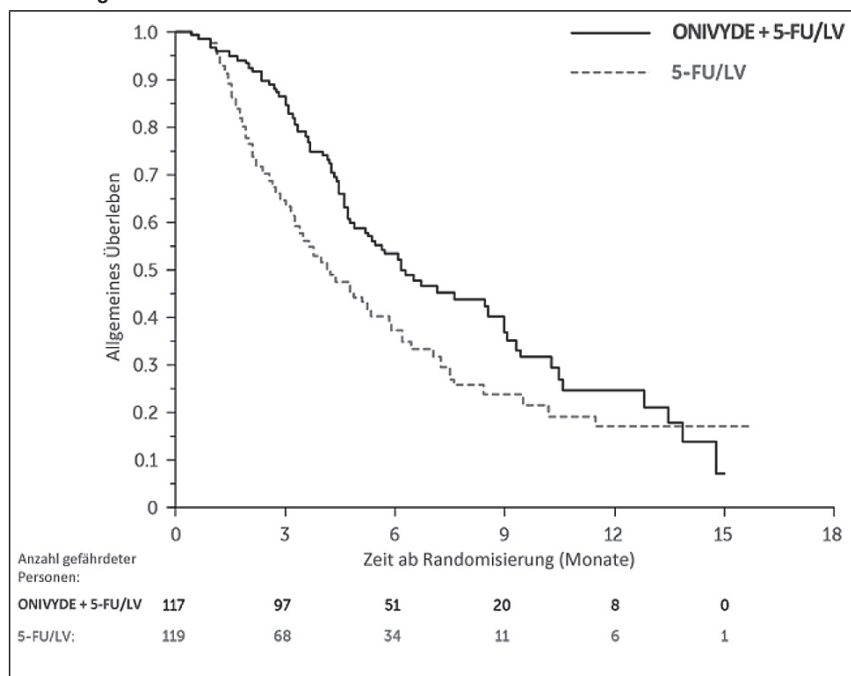 ONIVYDE + 5-FU/LV
5-FU/LV
Allgemeines Überleben
1.0
0.9
0.8
0.7
0.6
0.5
0.4
0.3
0.2
0.1
0
0 3 6 9 12 15 18
Zeit ab Randomisierung (Monate)
Anzahl gefährdeter
Personen:
ONIVYDE + 5-FU/LV 117 97 51 20 8 0
5-FU/LV: 119 68 34 11 6 1